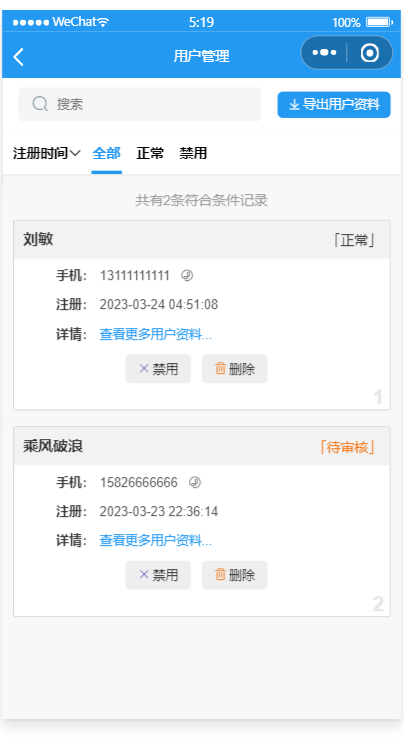 WeChat 5:19 100%
用户管理
搜索 导出用户资料
注册时间 全部 正常 禁用
共有2条符合条件记录
刘敏 「正常」
手机： 13111111111
注册： 2023-03-24 04:51:08
详情： 查看更多用户资料...
×禁用 删除
1
乘风破浪 「待审核」
手机： 15826666666
注册： 2023-03-23 22:36:14
详情： 查看更多用户资料...
×禁用 删除
2